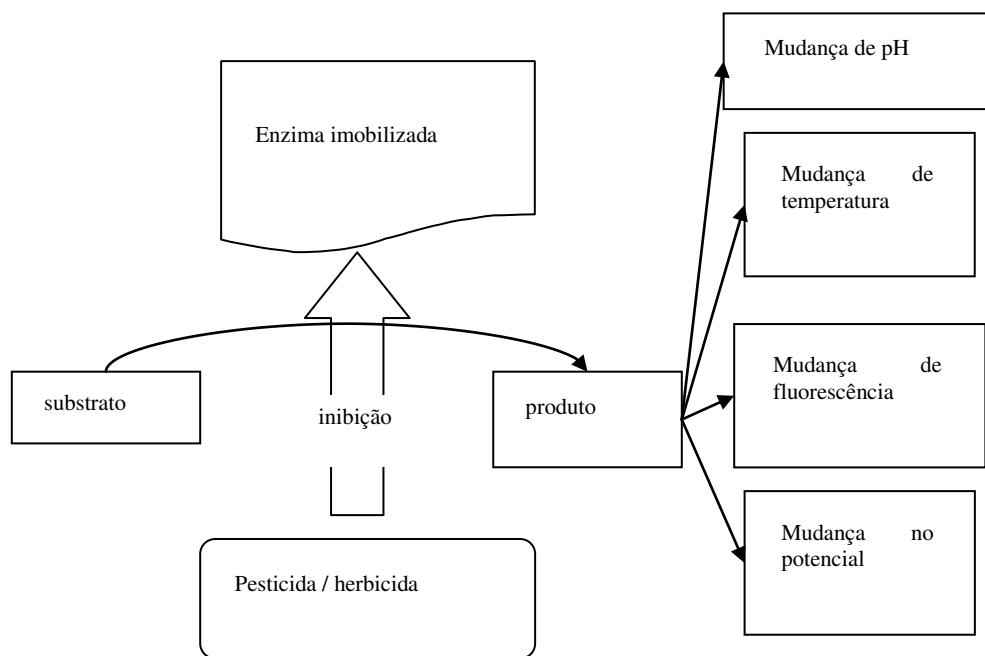 Mudança de pH
Enzima imobilizada
Mudança de
temperatura
substrato
inibição
produto
Mudança de
fluorescência
Mudança no
potencial
Pesticida / herbicida